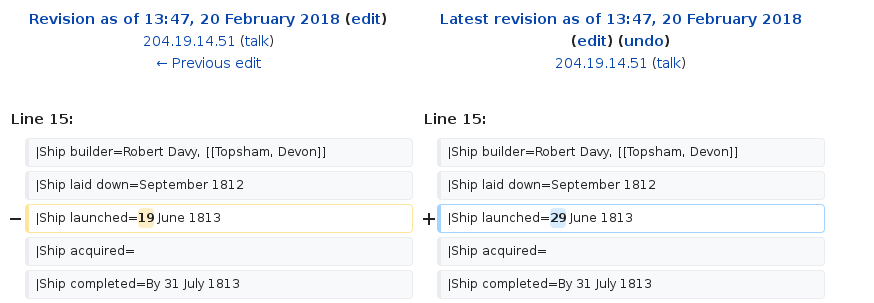 Revision as of 13:47, 20 February 2018 (edit)
204.19.14.51 (talk)
← Previous edit
Latest revision as of 13:47, 20 February 2018
(edit) (undo)
204.19.14.51 (talk)
Line 15:
Line 15:
|Ship builder=Robert Davy, [[Topsham, Devon]]
|Ship builder=Robert Davy, [[Topsham, Devon]]
|Ship laid down=September 1812
|Ship laid down=September 1812
− |Ship launched=19 June 1813
+ |Ship launched=29 June 1813
|Ship acquired=
|Ship acquired=
|Ship completed=By 31 July 1813
|Ship completed=By 31 July 1813